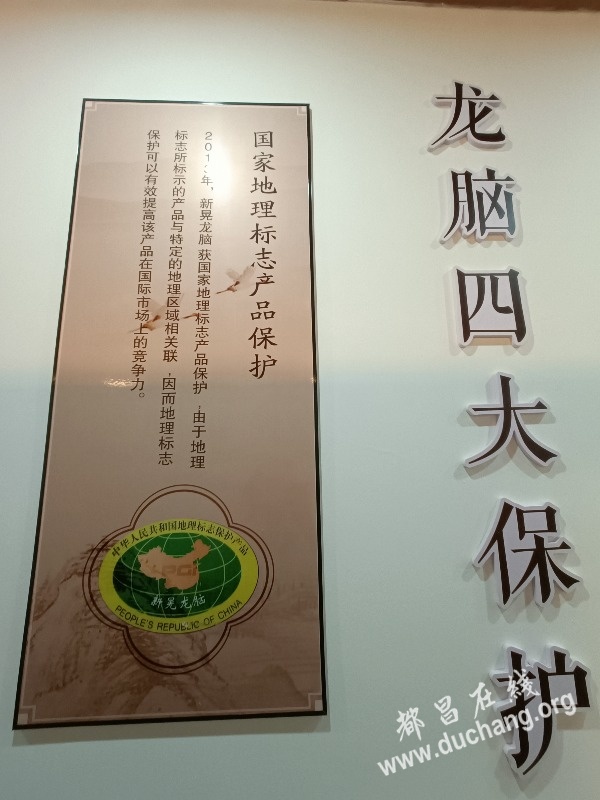 龙脑四大保护
国家地理标志产品保护
201 年，新晃龙脑 获国家地理标志产品保护，由于地理
标志所标示的产品与特定的地理区域相关联，因而地理标志
保护可以有效提高该产品在国际市场上的竞争力。
中华人民共和国地理标志保护产品
PGI
新晃龙脑
PEOPLE'S REPUBLIC OF CHINA
都昌在线
www.duchang.org